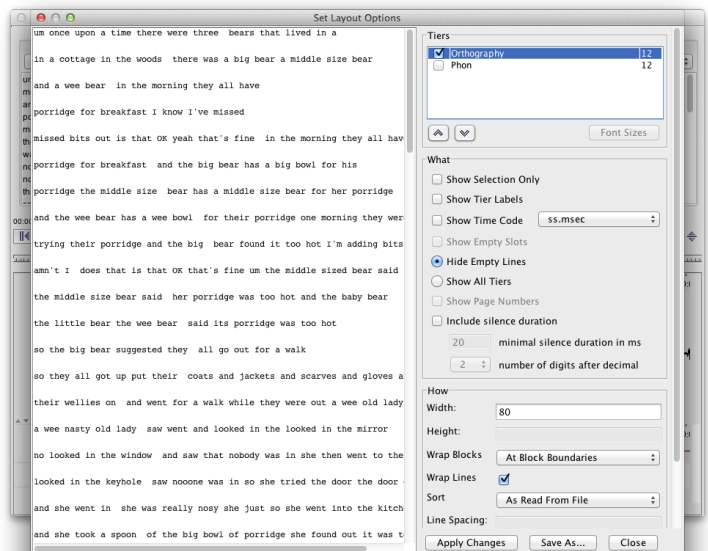 Set Layout Options
um once upon a time there were three bears that lived in a
in a cottage in the woods there was a big bear a middle size bear
and a wee bear in the morning they all have
porridge for breakfast I know I've missed
missed bits out is that OK yeah that's fine in the morning they all hav
porridge for breakfast and the big bear has a big bowl for his
porridge the middle size bear has a middle size bear for her porridge
and the wee bear has a wee bowl for their porridge one morning they wer
trying their porridge and the big bear found it too hot I'm adding bits
amn't I does that is that OK that's fine um the middle sized bear said
the middle size bear said her porridge was too hot and the baby bear
the little bear the wee bear said its porridge was too hot
so the big bear suggested they all go out for a walk
so they all got up put their coats and jackets and scarves and gloves a
their wellies on and went for a walk while they were out a wee old lady
a wee nasty old lady saw went and looked in the looked in the mirror
no looked in the window and saw that nobody was in she then went to the
looked in the keyhole saw nooone was in so she tried the door the door
and she went in she was really nosy she just so she went into the kitch
and she took a spoon of the big bowl of porridge she found out it was t
Tiers
Orthography 12
Phon 12
Font Sizes
What
Show Selection Only
Show Tier Labels
Show Time Code ss.msec
Show Empty Slots
Hide Empty Lines
Show All Tiers
Show Page Numbers
Include silence duration
20 minimal silence duration in ms
2 number of digits after decimal
How
Width: 80
Height:
Wrap Blocks At Block Boundaries
Wrap Lines
Sort As Read From File
Line Spacing:
Apply Changes Save As... Close